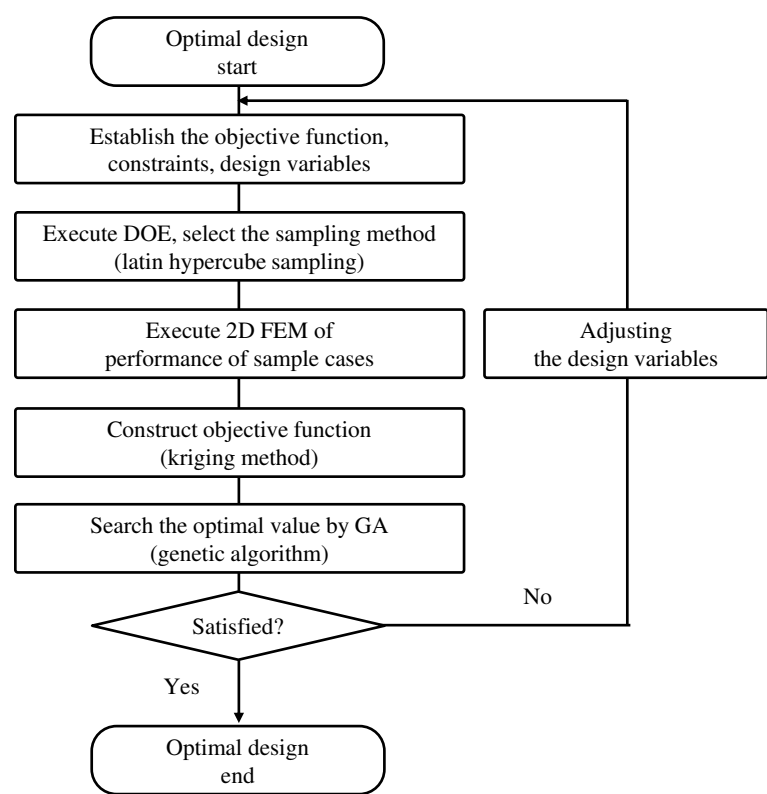 Optimal design
start
Establish the objective function,
constraints, design variables
Execute DOE, select the sampling method
(latin hypercube sampling)
Execute 2D FEM of
performance of sample cases
Adjusting
the design variables
Construct objective function
(kriging method)
Search the optimal value by GA
(genetic algorithm)
No
Satisfied?
Yes
Optimal design
end